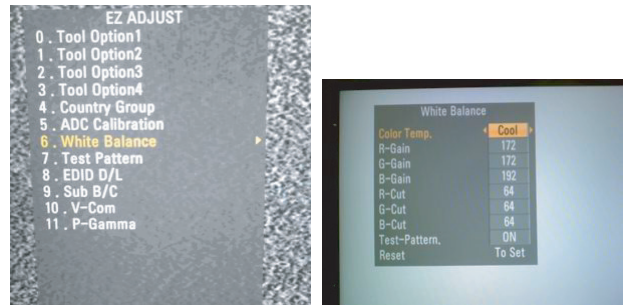 EZ ADJUST
0 . Tool Option1
1 . Tool Option2
2 . Tool Option3
3 . Tool Option4
4 . Country Group
5 . ADC Calibration
6 . White Balance
7 . Test Pattern
8 . EDID D/L
9 . Sub B/C
10 . V-Com
11 . P-Gamma
White Balance
Color Temp. Cool
R-Gain 172
G-Gain 172
B-Gain 192
R-Cut 64
G-Cut 64
B-Cut 64
Test-Pattern. ON
Reset To Set